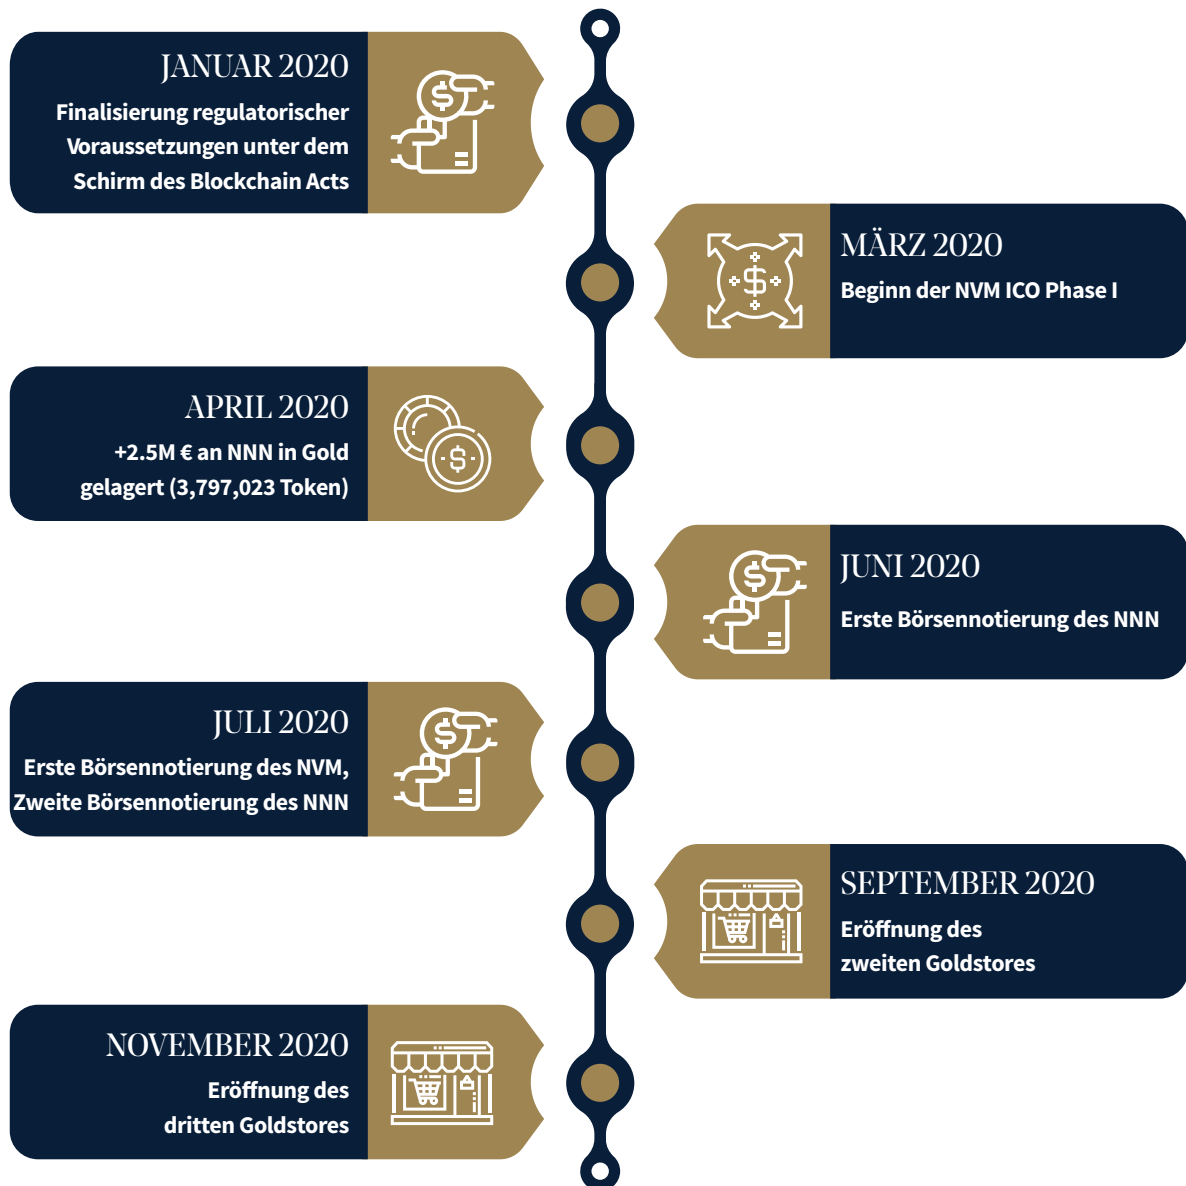 JANUAR 2020
Finalisierung regulatorischer
Voraussetzungen unter dem
Schirm des Blockchain Acts
MÄRZ 2020
Beginn der NVM ICO Phase I
APRIL 2020
+2.5M € an NNN in Gold
gelagert (3,797,023 Token)
JUNI 2020
Erste Börsennotierung des NNN
JULI 2020
Erste Börsennotierung des NVM,
Zweite Börsennotierung des NNN
SEPTEMBER 2020
Eröffnung des
zweiten Goldstores
NOVEMBER 2020
Eröffnung des
dritten Goldstores